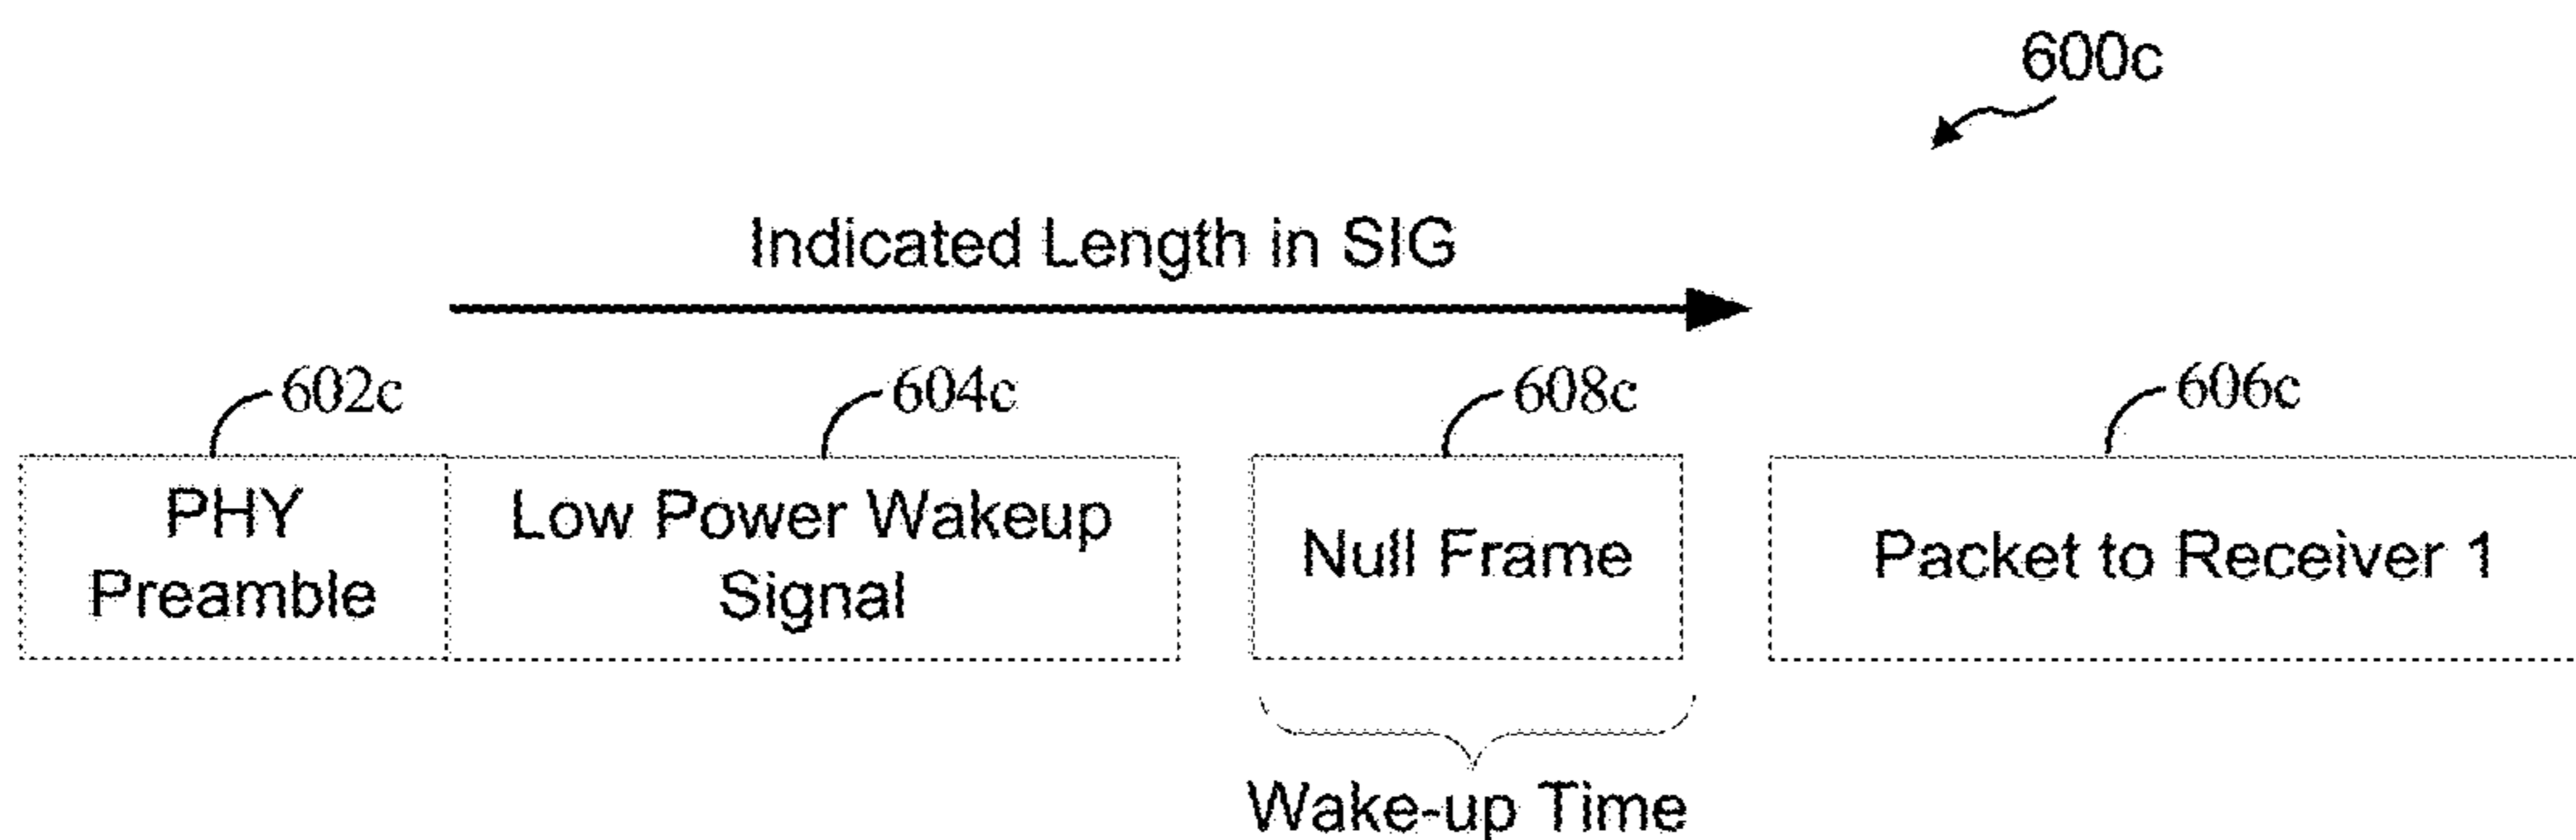 600c
Indicated Length in SIG
602c
604c
608c
606c
PHY
Preamble
Low Power Wakeup
Signal
Null Frame
Packet to Receiver 1
Wake-up Time